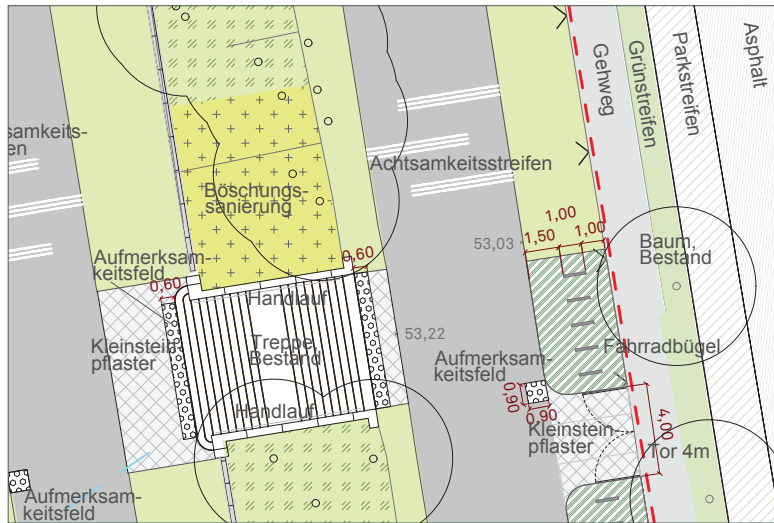 Gehweg
Grünstreifen
Parkstreifen
Asphalt
samkeits-
en
Achtsamkeitsstreifen
Böschungs-
sanierung
1,00
1,50
1,00
53,03
Baum,
Bestand
Aufmerksam-
keitsfeld
0,60
0,60
Handlauf
Kleinstein
pflaster
Treppe,
Bestand
53,22
Aufmerksam-
keitsfeld
Fahrradbügel
0,90
0,90
4,00
Handlauf
Kleinstein
pflaster
Tor 4m
Aufmerksam-
keitsfeld